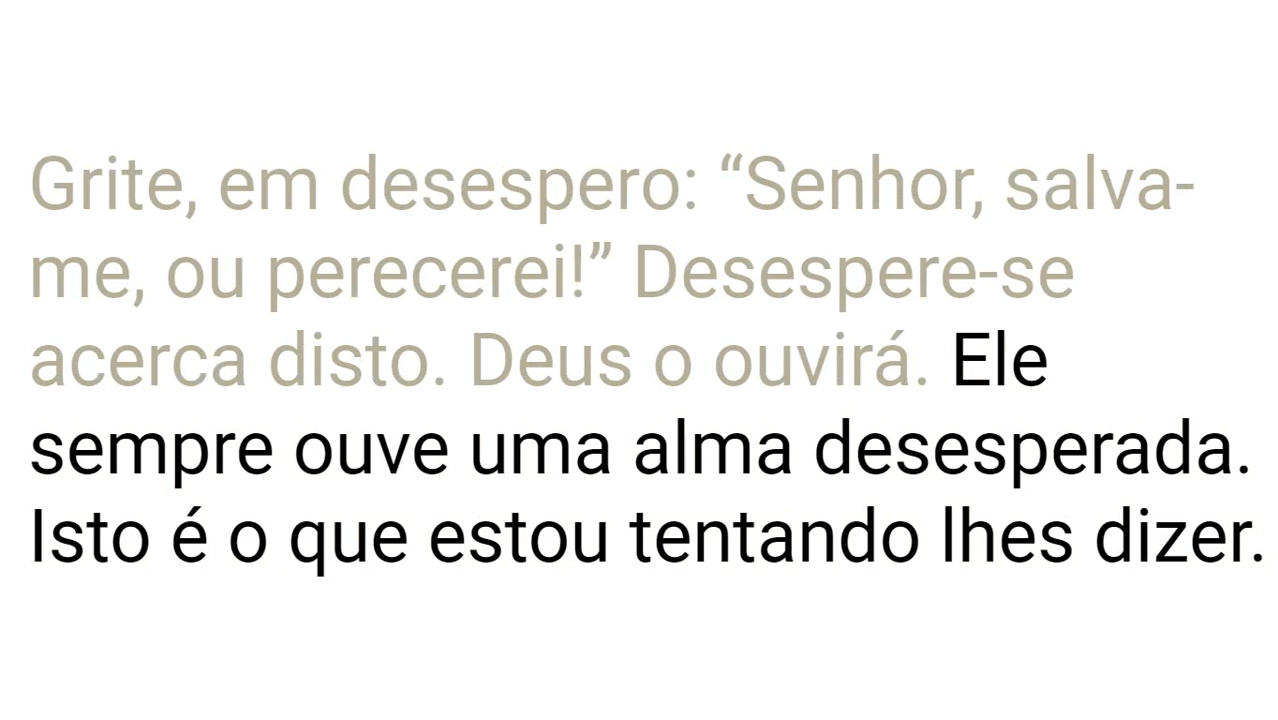 Grite, em desespero: “Senhor, salva-
me, ou perecerei!” Desespere-se
acerca disto. Deus o ouvirá. Ele
sempre ouve uma alma desesperada.
Isto é o que estou tentando lhes dizer.